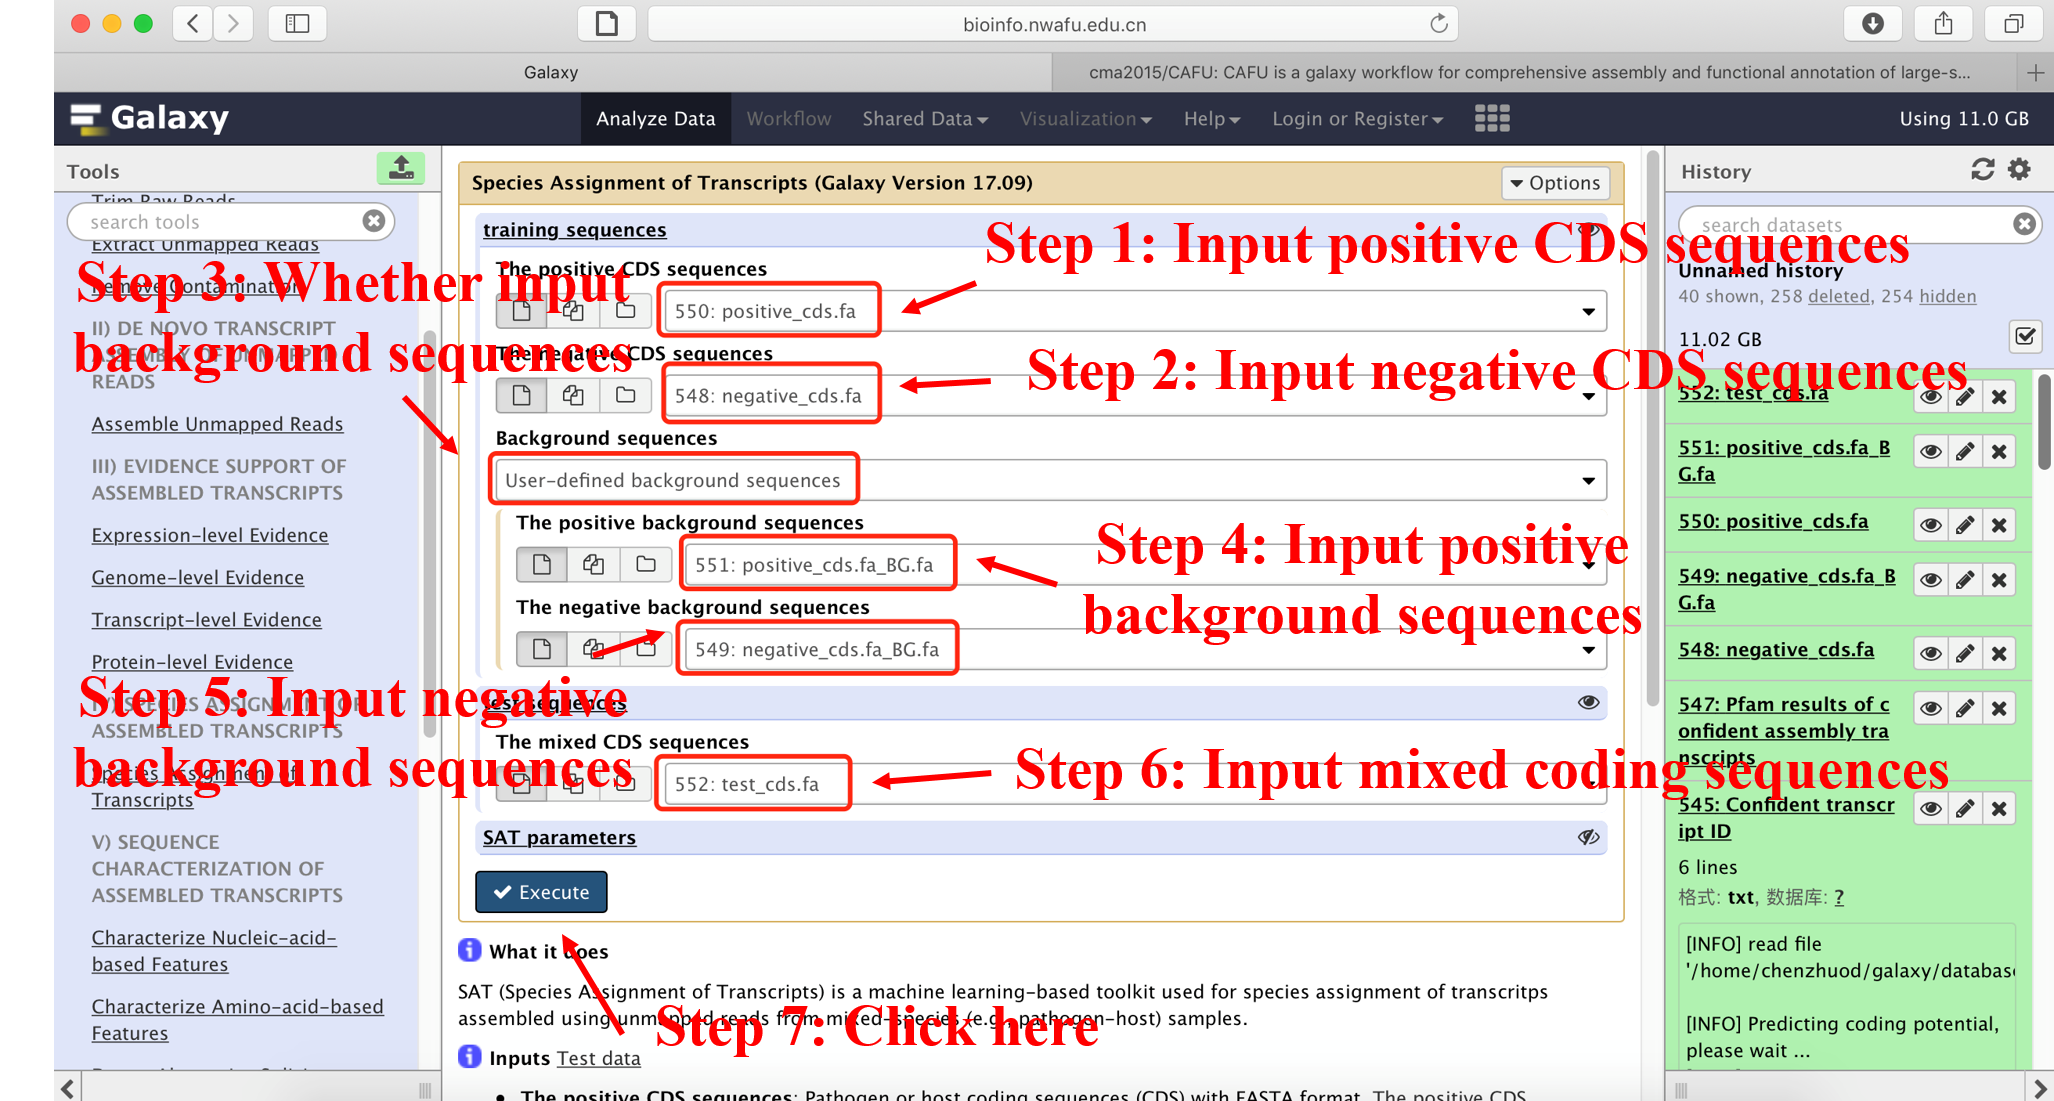 bioinfo.nwafu.edu.cn
Galaxy
cma2015/CAFU: CAFU is a galaxy workflow for comprehensive assembly and functional annotation of large-s...
Galaxy
Analyze Data
Workflow
Shared Data
Visualization
Help
Login or Register
Using 11.0 GB
Tools
Trim Raw Reads
search tools
Extract Unmapped Reads
Remove Contamination
II) DE NOVO TRANSCRIPT
ASSEMBLY OF UNMAPPED
READS
Assemble Unmapped Reads
III) EVIDENCE SUPPORT OF
ASSEMBLED TRANSCRIPTS
Expression-level Evidence
Genome-level Evidence
Transcript-level Evidence
Protein-level Evidence
IV) SPECIES ASSIGNMENT OF
ASSEMBLED TRANSCRIPTS
Species Assignment of
Transcripts
V) SEQUENCE
CHARACTERIZATION OF
ASSEMBLED TRANSCRIPTS
Characterize Nucleic-acid-
based Features
Characterize Amino-acid-based
Features
Species Assignment of Transcripts (Galaxy Version 17.09)
Options
training sequences
Step 1: Input positive CDS sequences
The positive CDS sequences
550: positive_cds.fa
Step 3: Whether input
background sequences
The negative CDS sequences
548: negative_cds.fa
Step 2: Input negative CDS sequences
Background sequences
User-defined background sequences
The positive background sequences
551: positive_cds.fa_BG.fa
Step 4: Input positive
background sequences
The negative background sequences
549: negative_cds.fa_BG.fa
Step 5: Input negative
background sequences
test sequences
The mixed CDS sequences
552: test_cds.fa
Step 6: Input mixed coding sequences
SAT parameters
Execute
What it does
SAT (Species Assignment of Transcripts) is a machine learning-based toolkit used for species assignment of transcritps
assembled using unmapped reads from mixed-species (e.g., pathogen-host) samples.
Step 7: Click here
Inputs Test data
The positive CDS sequences: Pathogen or host coding sequences (CDS) with FASTA format. The positive CDS
History
search datasets
Unnamed history
40 shown, 258 deleted, 254 hidden
11.02 GB
552: test_cds.fa
551: positive_cds.fa_B
G.fa
550: positive_cds.fa
549: negative_cds.fa_B
G.fa
548: negative_cds.fa
547: Pfam results of c
onfident assembly tra
nscripts
545: Confident transcr
ipt ID
6 lines
格式: txt, 数据库: ?
[INFO] read file
'/home/chenzhuod/galaxy/databas
[INFO] Predicting coding potential,
please wait ...